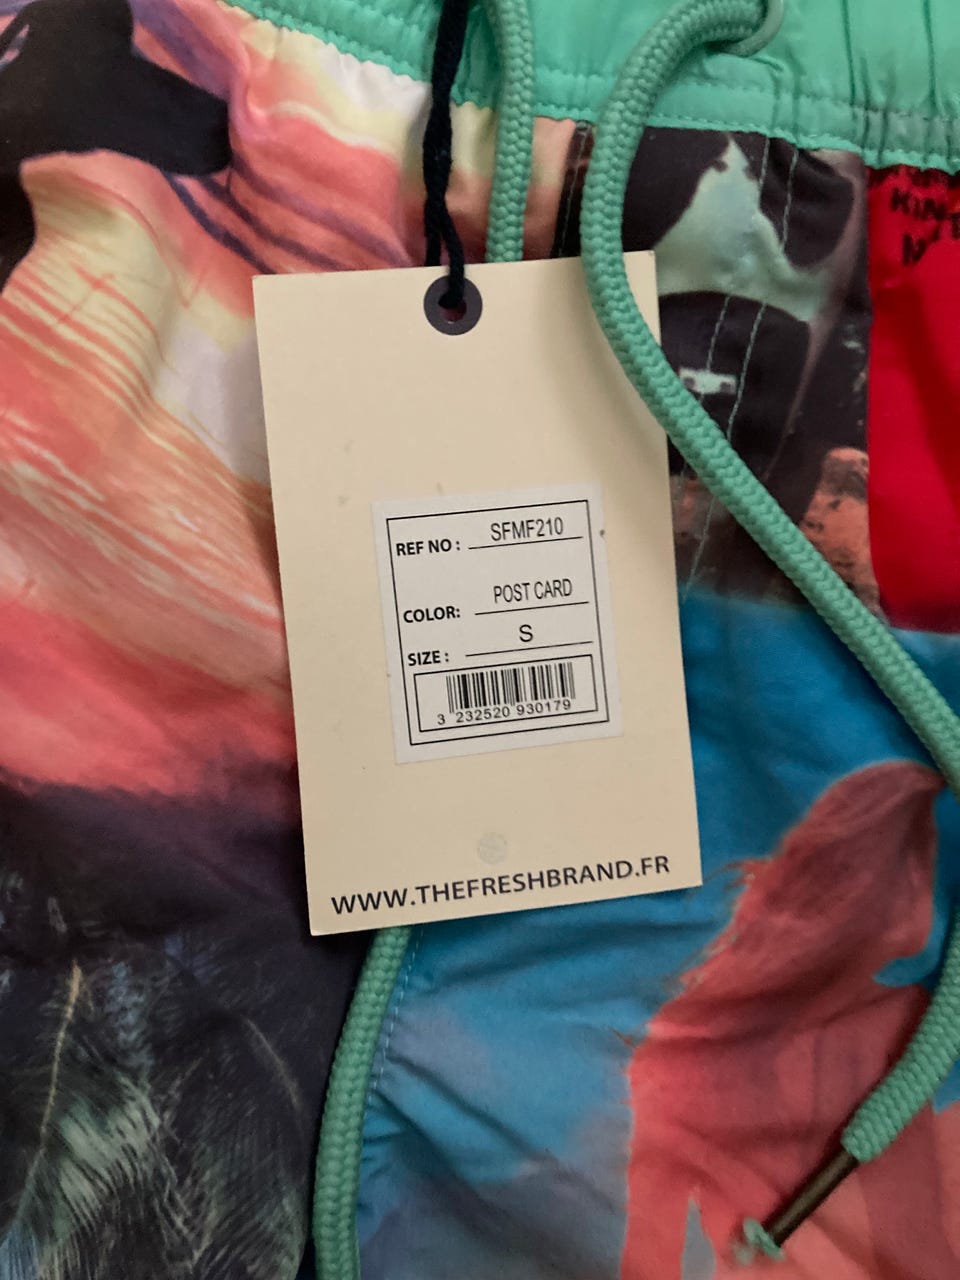 REF NO : SFMF210
COLOR: POST CARD
SIZE : S
3 232520 930179
WWW.THEFRESHBRAND.FR